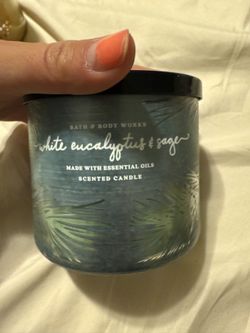 BATH & BODY WORKS
white eucalyptus & sage
MADE WITH ESSENTIAL OILS
SCENTED CANDLE